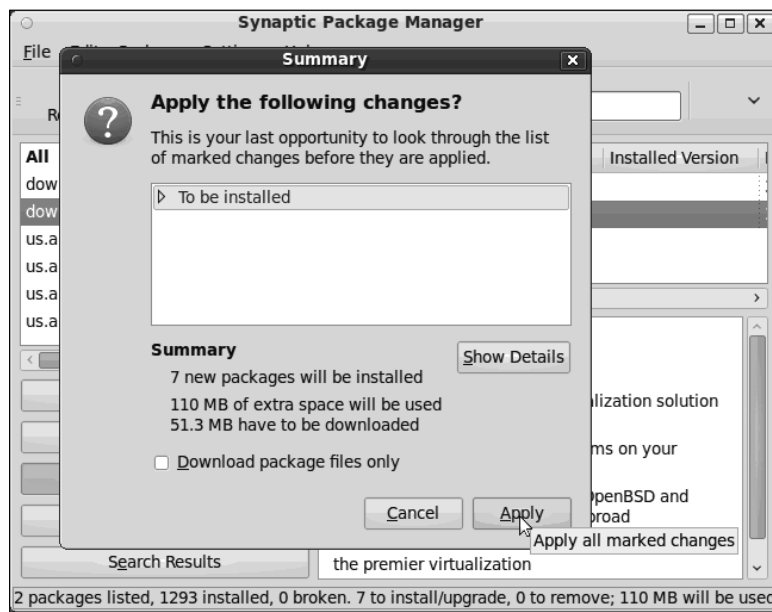 Synaptic Package Manager
File
Summary
Apply the following changes?
This is your last opportunity to look through the list
of marked changes before they are applied.
All
Installed Version
dow
To be installed
dow
us.a
us.a
us.a
us.a
Summary
Show Details
7 new packages will be installed
110 MB of extra space will be used
51.3 MB have to be downloaded
alization solution
Download package files only
ms on your
OpenBSD and
Cancel
Apply
broad
Apply all marked changes
Search Results
the premier virtualization
2 packages listed, 1293 installed, 0 broken. 7 to install/upgrade, 0 to remove; 110 MB will be used